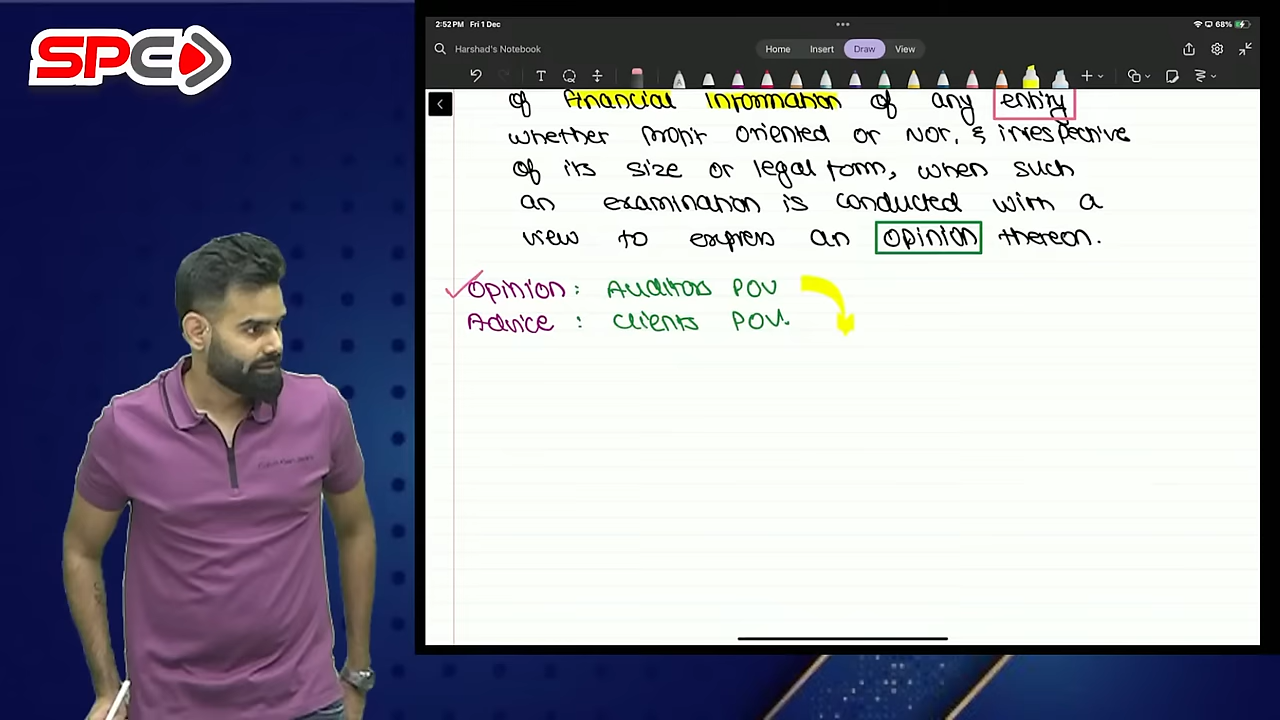 SPC
2:52 PM Fri 1 Dec
68%
Harshad's Notebook
Home Insert Draw View
of financial information of any entity
whether profit oriented or not, & irrespective
of its size or legal form, when such
an examination is conducted with a
view to express an opinion thereon.
Opinion: Auditors POV
Advice : Clients POV.